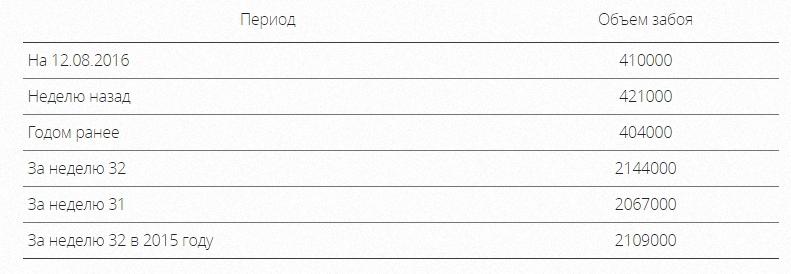 Период Объем забоя
На 12.08.2016 410000
Неделю назад 421000
Годом ранее 404000
За неделю 32 2144000
За неделю 31 2067000
За неделю 32 в 2015 году 2109000